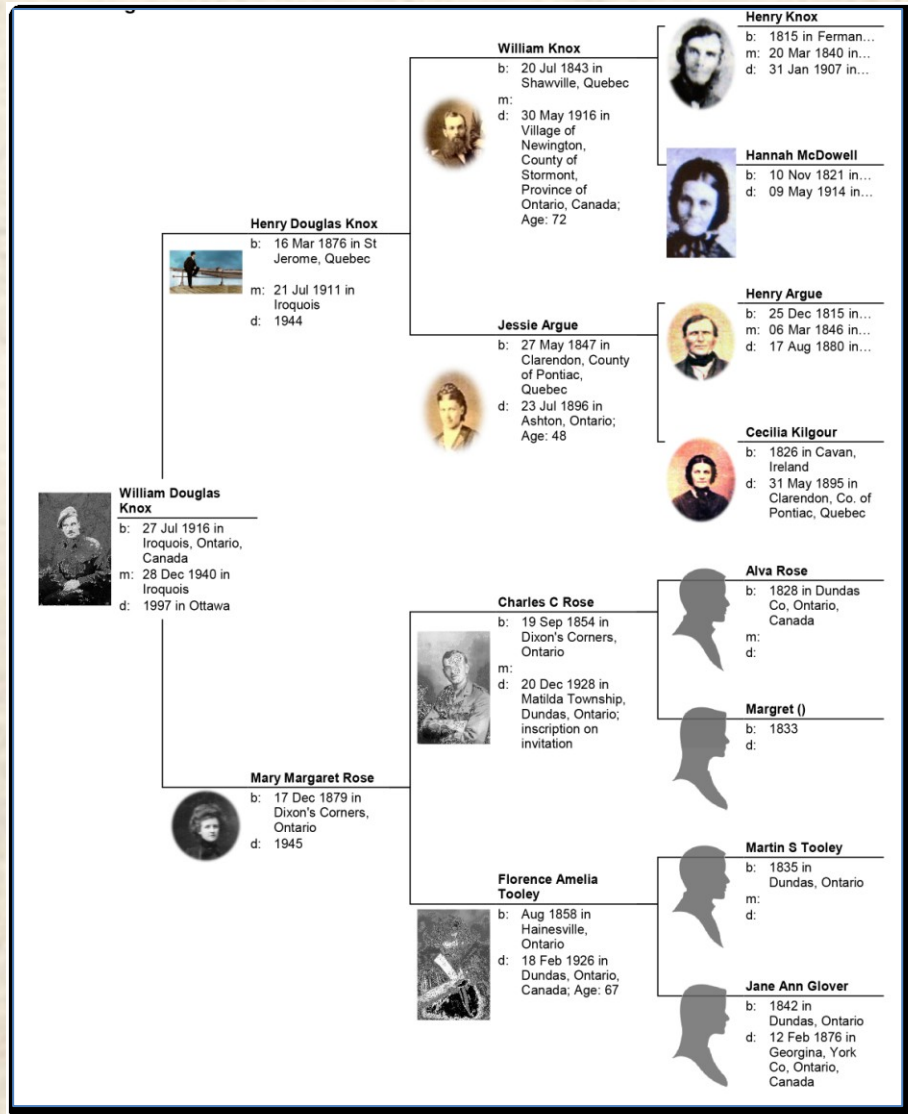 Henry Knox
b: 1815 in Ferman...
m: 20 Mar 1840 in...
d: 31 Jan 1907 in...
William Knox
b: 20 Jul 1843 in
Shawville, Quebec
m:
d: 30 May 1916 in
Village of
Newington,
County of
Stormont,
Province of
Ontario, Canada;
Age: 72
Hannah McDowell
b: 10 Nov 1821 in...
d: 09 May 1914 in...
Henry Douglas Knox
b: 16 Mar 1876 in St
Jerome, Quebec
m: 21 Jul 1911 in
Iroquois
d: 1944
Henry Argue
b: 25 Dec 1815 in...
m: 06 Mar 1846 in...
d: 17 Aug 1880 in...
Jessie Argue
b: 27 May 1847 in
Clarendon, County
of Pontiac,
Quebec
d: 23 Jul 1896 in
Ashton, Ontario;
Age: 48
Cecilia Kilgour
b: 1826 in Cavan,
Ireland
d: 31 May 1895 in
Clarendon, Co. of
Pontiac, Quebec
William Douglas
Knox
b: 27 Jul 1916 in
Iroquois, Ontario,
Canada
m: 28 Dec 1940 in
Iroquois
d: 1997 in Ottawa
Alva Rose
b: 1828 in Dundas
Co, Ontario,
Canada
m:
d:
Charles C Rose
b: 19 Sep 1854 in
Dixon's Corners,
Ontario
m:
d: 20 Dec 1928 in
Matilda Township,
Dundas, Ontario;
inscription on
invitation
Margret ()
b: 1833
d:
Mary Margaret Rose
b: 17 Dec 1879 in
Dixon's Corners,
Ontario
d: 1945
Martin S Tooley
b: 1835 in
Dundas, Ontario
m:
d:
Florence Amelia
Tooley
b: Aug 1858 in
Hainesville,
Ontario
d: 18 Feb 1926 in
Dundas, Ontario,
Canada; Age: 67
Jane Ann Glover
b: 1842 in
Dundas, Ontario
d: 12 Feb 1876 in
Georgina, York
Co, Ontario,
Canada